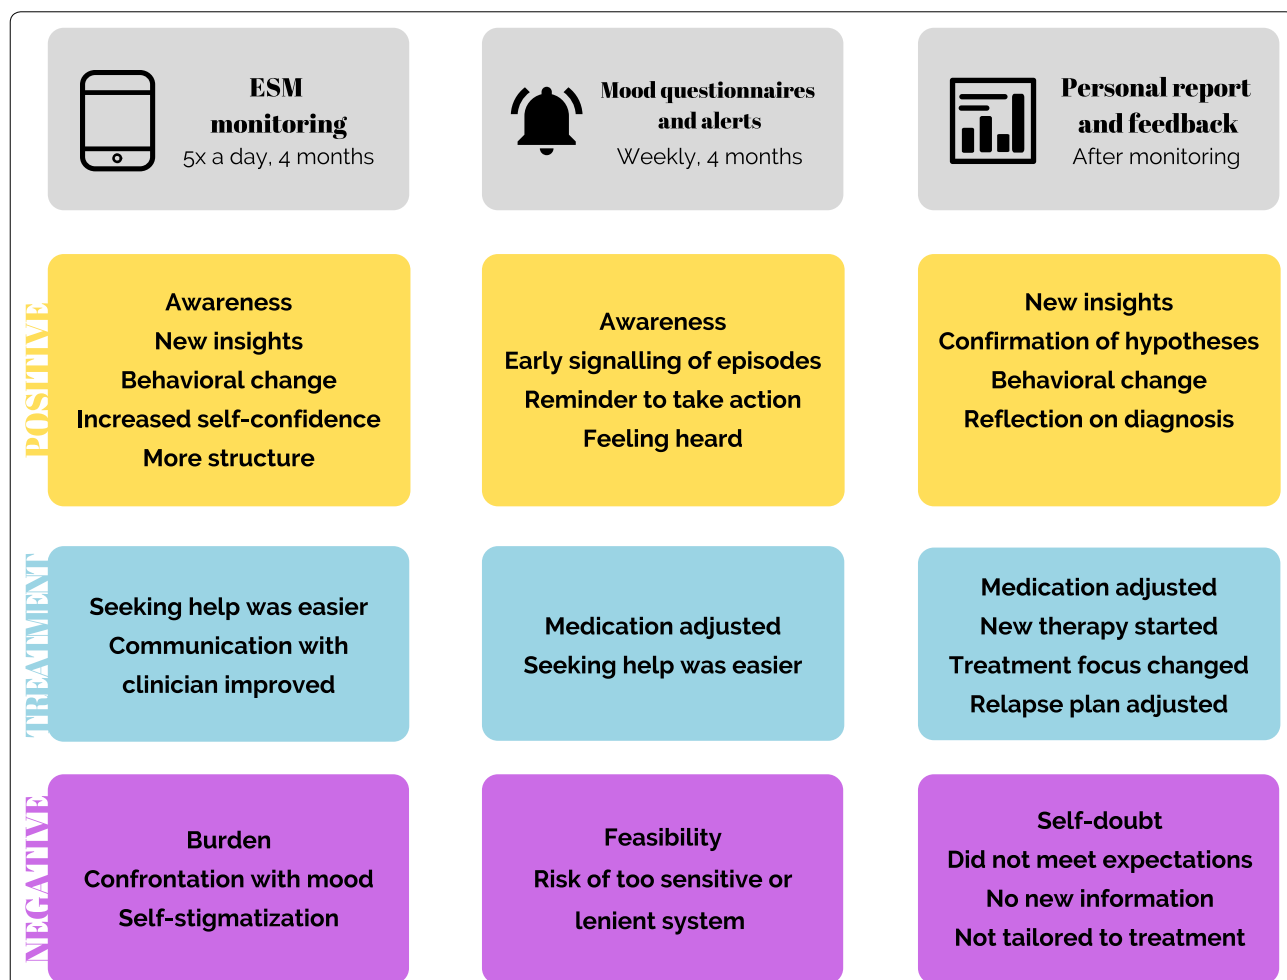 ESM
monitoring
5x a day, 4 months
Mood questionnaires
and alerts
Weekly, 4 months
Personal report
and feedback
After monitoring
POSITIVE
Awareness
New insights
Behavioral change
Increased self-confidence
More structure
Awareness
Early signalling of episodes
Reminder to take action
Feeling heard
New insights
Confirmation of hypotheses
Behavioral change
Reflection on diagnosis
TREATMENT
Seeking help was easier
Communication with
clinician improved
Medication adjusted
Seeking help was easier
Medication adjusted
New therapy started
Treatment focus changed
Relapse plan adjusted
NEGATIVE
Burden
Confrontation with mood
Self-stigmatization
Feasibility
Risk of too sensitive or
lenient system
Self-doubt
Did not meet expectations
No new information
Not tailored to treatment